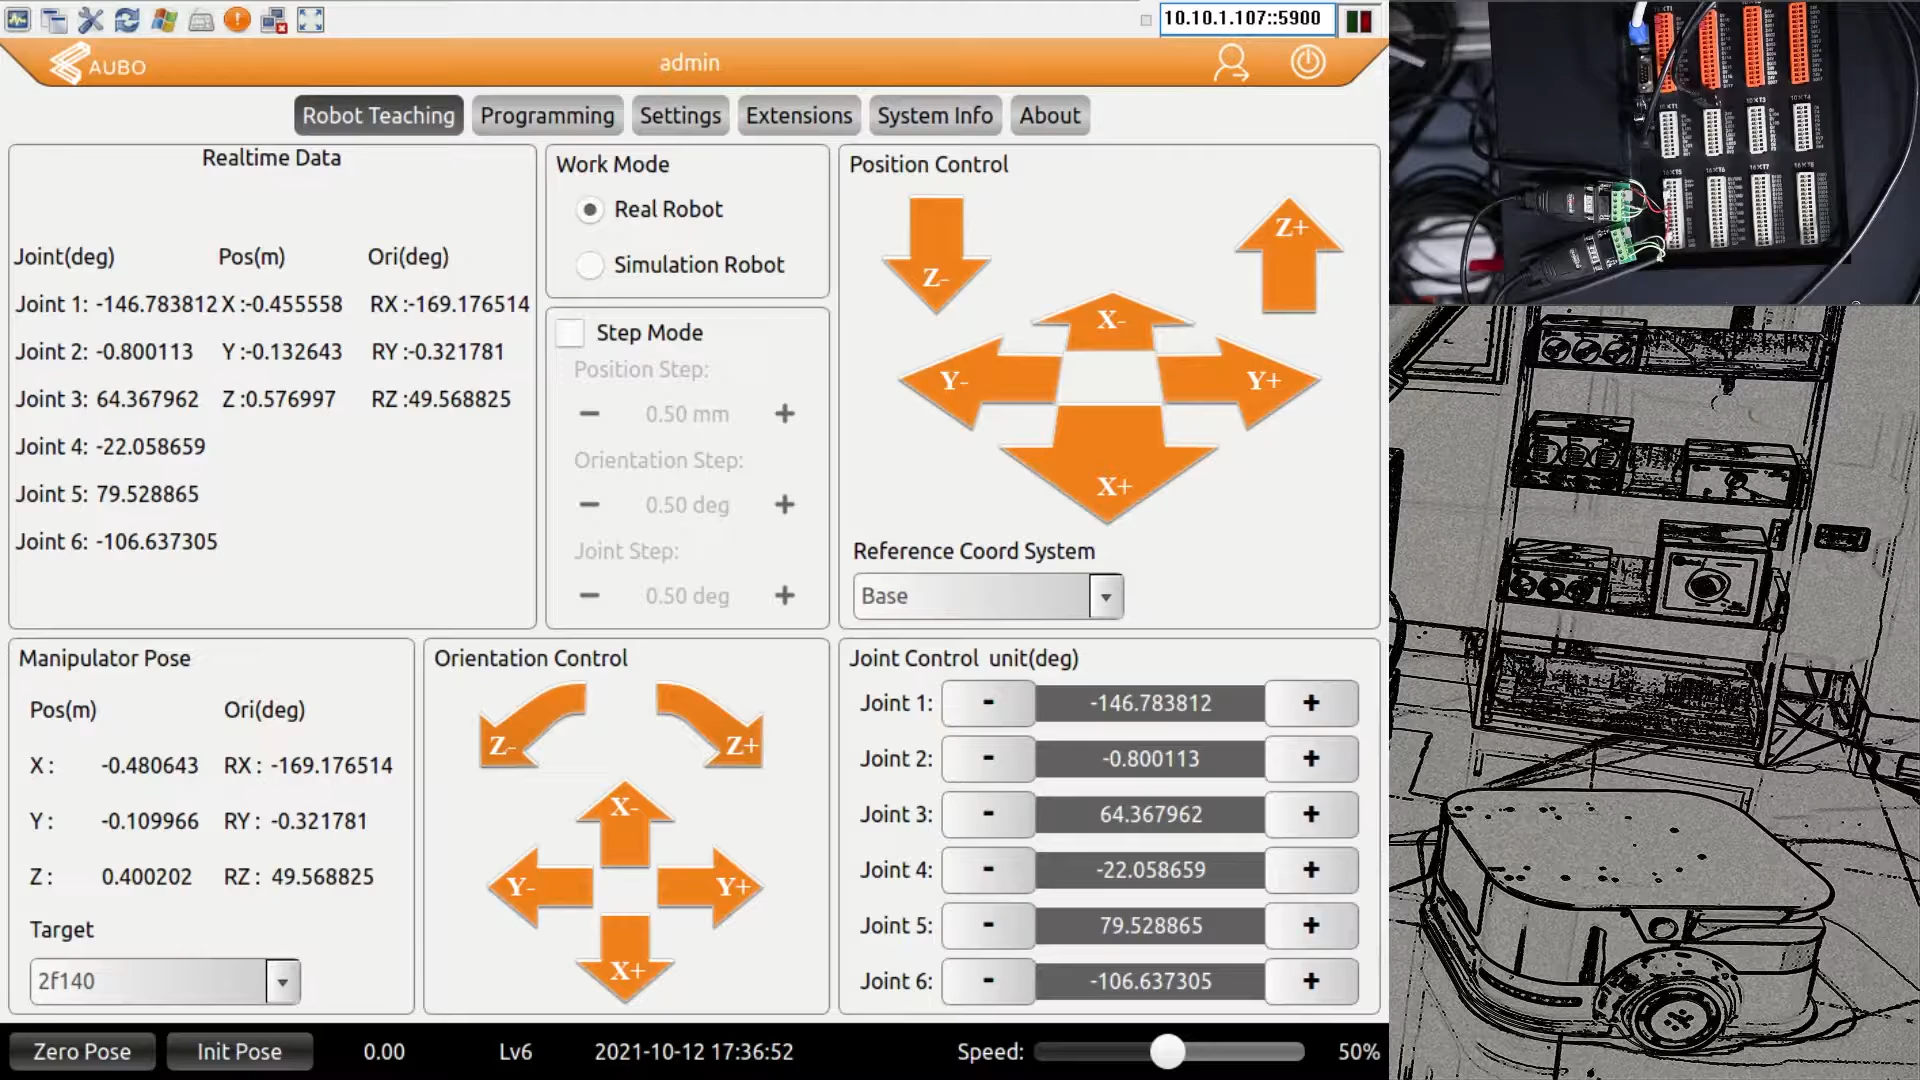 10.10.1.107::5900
AUBO
admin
Robot Teaching Programming Settings Extensions System Info About
Realtime Data
Joint(deg) Pos(m) Ori(deg)
Joint 1: -146.783812 X :-0.455558 RX :-169.176514
Joint 2: -0.800113 Y :-0.132643 RY :-0.321781
Joint 3: 64.367962 Z :0.576997 RZ :49.568825
Joint 4: -22.058659
Joint 5: 79.528865
Joint 6: -106.637305
Work Mode
Real Robot
Simulation Robot
Step Mode
Position Step:
− 0.50 mm +
Orientation Step:
− 0.50 deg +
Joint Step:
− 0.50 deg +
Position Control
Z- Z+
X-
Y- Y+
X+
Reference Coord System
Base
Manipulator Pose
Pos(m) Ori(deg)
X : -0.480643 RX : -169.176514
Y : -0.109966 RY : -0.321781
Z : 0.400202 RZ : 49.568825
Target
2f140
Orientation Control
Z- Z+
X-
Y- Y+
X+
Joint Control unit(deg)
Joint 1: - -146.783812 +
Joint 2: - -0.800113 +
Joint 3: - 64.367962 +
Joint 4: - -22.058659 +
Joint 5: - 79.528865 +
Joint 6: - -106.637305 +
Zero Pose Init Pose 0.00 Lv6 2021-10-12 17:36:52 Speed: 50%